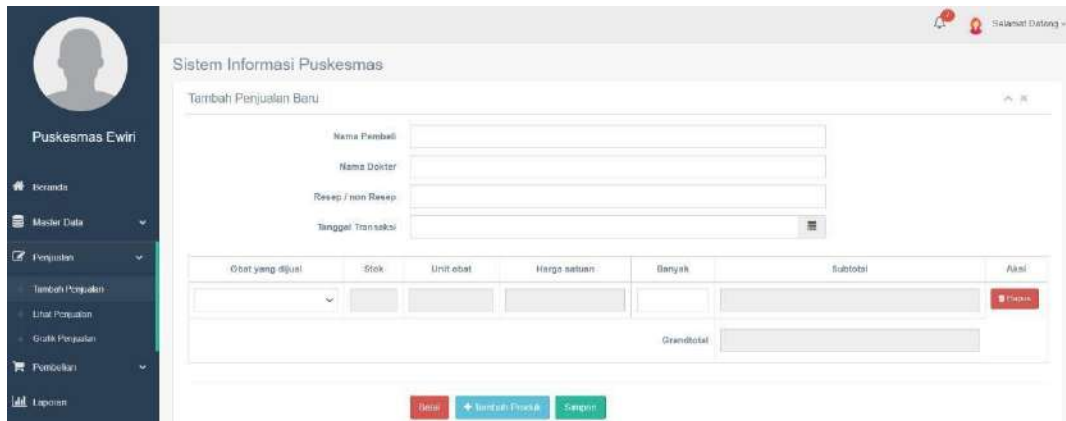 Selamat Datang
Sistem Informasi Puskesmas
Tambah Penjualan Baru
Puskesmas Ewiri
Nama Pembeli
Nama Dokter
Resep / non Resep
Tanggal Transaksi
Beranda
Master Data
Penjualan
Tambah Penjualan
Lihat Penjualan
Grafik Penjualan
Pembelian
Laporan
Obat yang dijual Stok Unit obat Harga satuan Banyak Subtotal Aksi
Hapus
Grandtotal
Batal + Tambah Produk Simpan